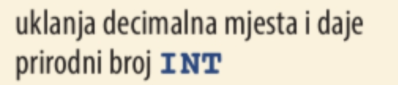 uklanja decimalna mjesta i daje
prirodni broj INT